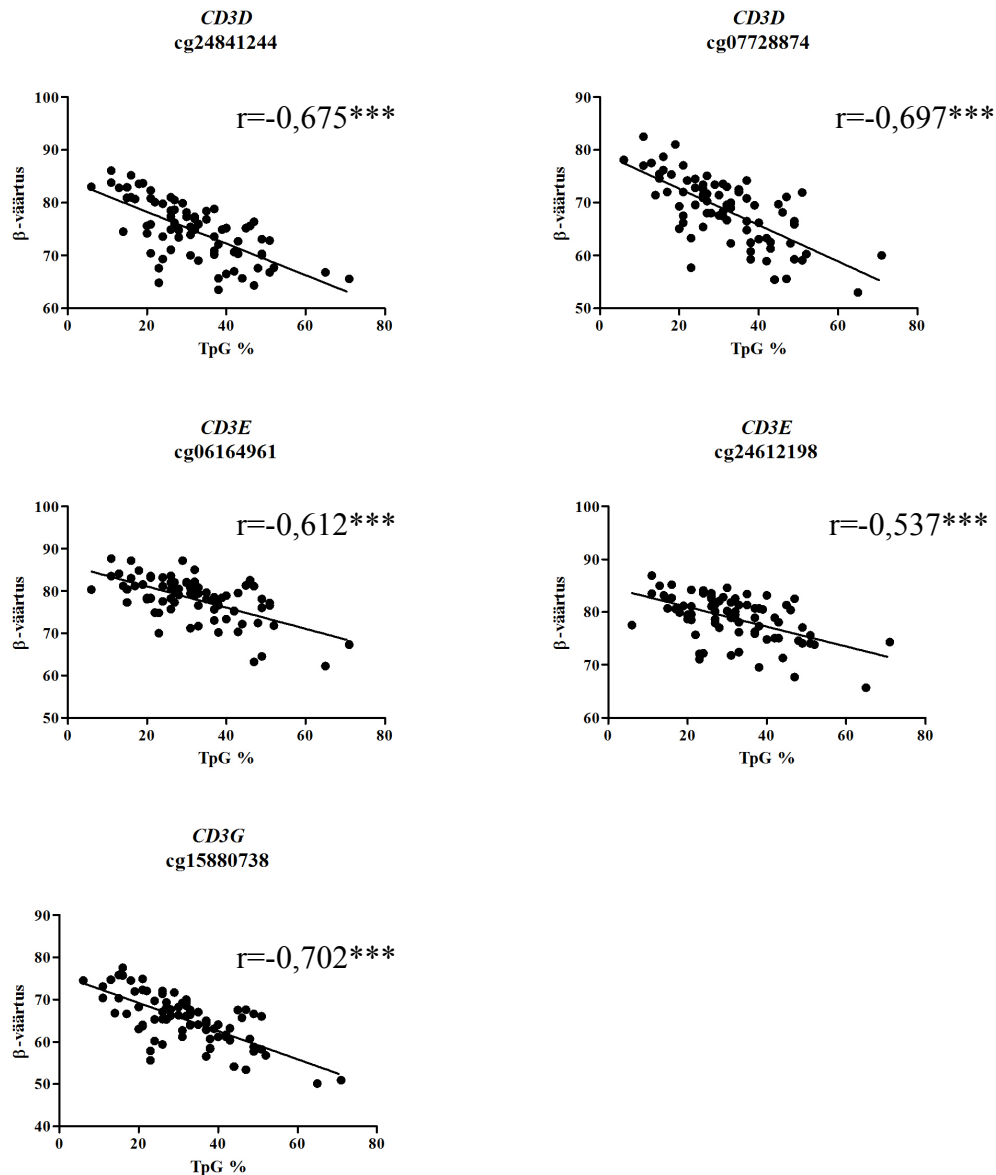 CD3D
cg24841244
r=-0,675***
100
90
80
70
60
0
20
40
60
80
β-väärtus
TpG %
CD3D
cg07728874
r=-0,697***
90
80
70
60
50
0
20
40
60
80
β-väärtus
TpG %
CD3E
cg06164961
r=-0,612***
100
90
80
70
60
50
0
20
40
60
80
β-väärtus
TpG %
CD3E
cg24612198
r=-0,537***
100
90
80
70
60
0
20
40
60
80
β-väärtus
TpG %
CD3G
cg15880738
r=-0,702***
90
80
70
60
50
40
0
20
40
60
80
β-väärtus
TpG %